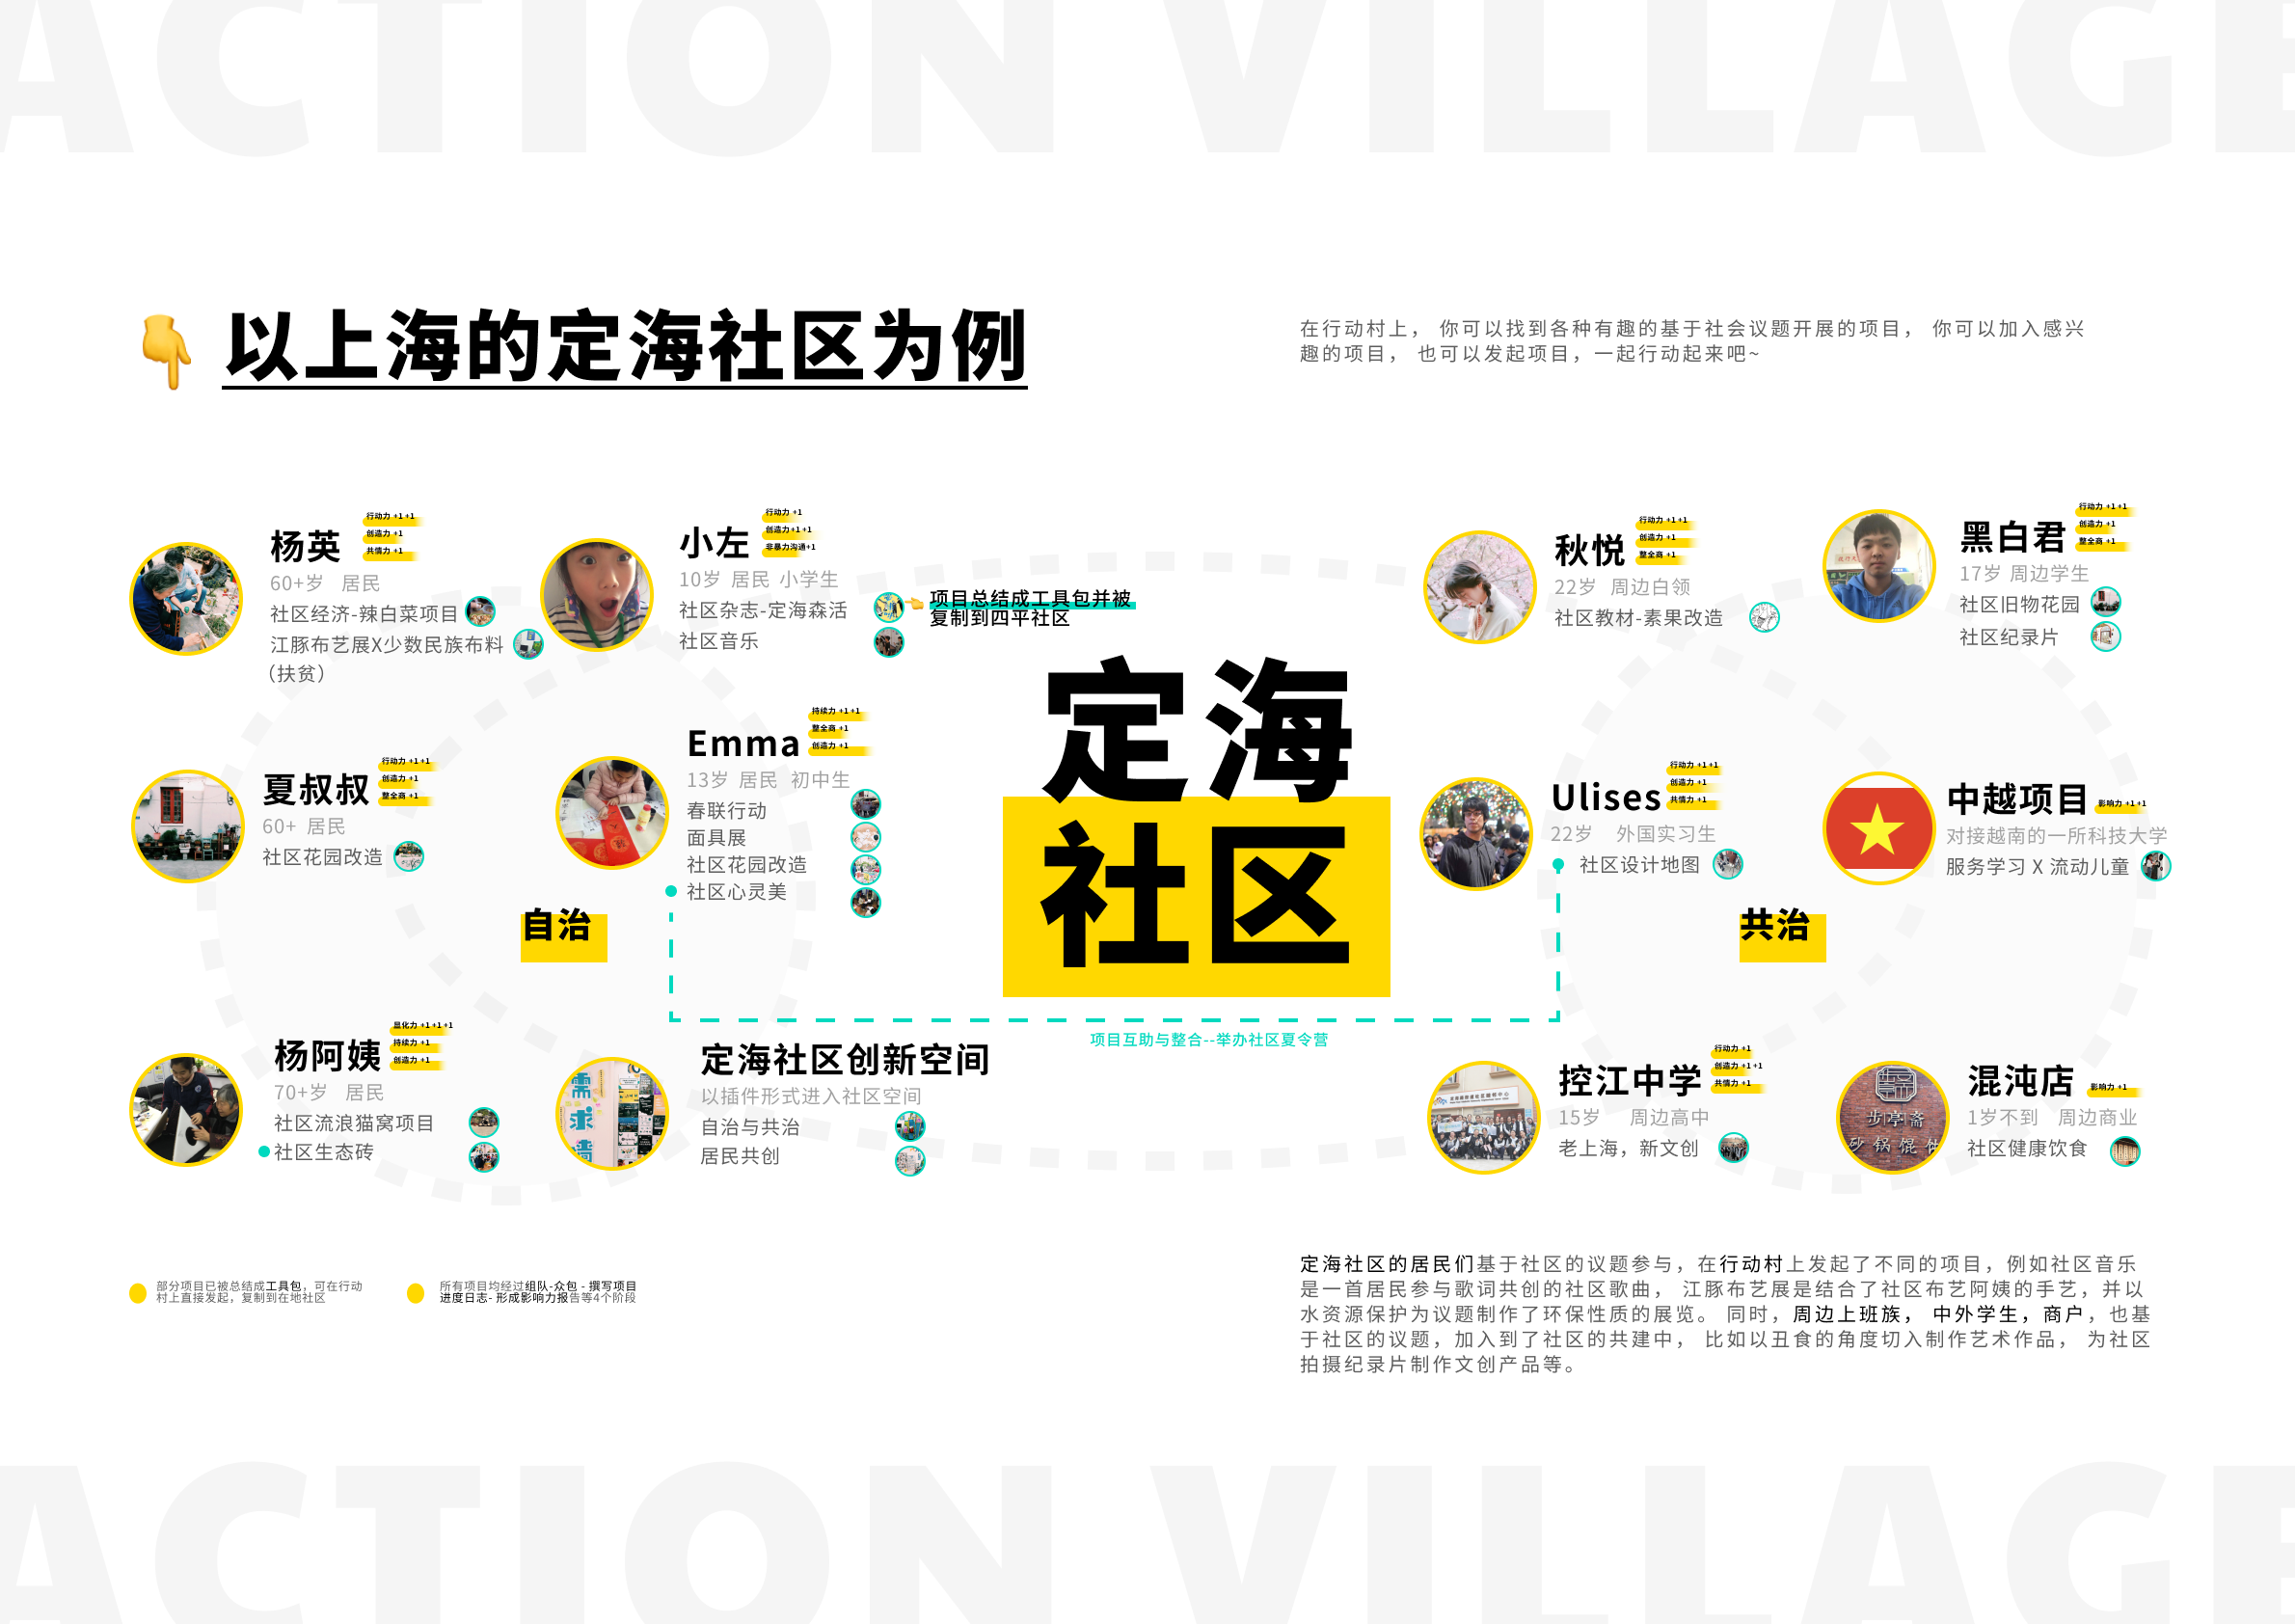 ACTION VILLAGE
以上海的定海社区为例
在行动村上， 你可以找到各种有趣的基于社会议题开展的项目， 你可以加入感兴
趣的项目， 也可以发起项目，一起行动起来吧~
杨英
行动力 +1 +1
创造力 +1
共情力 +1
60+岁 居民
社区经济-辣白菜项目
江豚布艺展X少数民族布料
（扶贫）
小左
行动力 +1
创造力+1 +1
非暴力沟通+1
10岁 居民 小学生
社区杂志-定海森活
社区音乐
项目总结成工具包并被
复制到四平社区
秋悦
行动力 +1 +1
创造力 +1
整全商 +1
22岁 周边白领
社区教材-素果改造
黑白君
行动力 +1 +1
创造力 +1
整全商 +1
17岁 周边学生
社区旧物花园
社区纪录片
夏叔叔
行动力 +1 +1
创造力 +1
整全商 +1
60+ 居民
社区花园改造
Emma
持续力 +1 +1
整全商 +1
创造力 +1
13岁 居民 初中生
春联行动
面具展
社区花园改造
社区心灵美
定海
社区
Ulises
行动力 +1 +1
创造力 +1
共情力 +1
22岁 外国实习生
社区设计地图
中越项目
影响力 +1 +1
对接越南的一所科技大学
服务学习 X 流动儿童
自治
共治
杨阿姨
显化力 +1 +1 +1
持续力 +1
创造力 +1
70+岁 居民
社区流浪猫窝项目
社区生态砖
需
求
墙
定海社区创新空间
以插件形式进入社区空间
自治与共治
居民共创
项目互助与整合--举办社区夏令营
控江中学
行动力 +1
创造力 +1 +1
共情力 +1
15岁 周边高中
老上海，新文创
步亭斋
砂锅馄饨
混沌店
影响力 +1
1岁不到 周边商业
社区健康饮食
部分项目已被总结成工具包，可在行动
村上直接发起，复制到在地社区
所有项目均经过组队-众包 - 撰写项目
进度日志- 形成影响力报告等4个阶段
定海社区的居民们基于社区的议题参与，在行动村上发起了不同的项目，例如社区音乐
是一首居民参与歌词共创的社区歌曲， 江豚布艺展是结合了社区布艺阿姨的手艺，并以
水资源保护为议题制作了环保性质的展览。 同时，周边上班族， 中外学生，商户，也基
于社区的议题，加入到了社区的共建中， 比如以丑食的角度切入制作艺术作品， 为社区
拍摄纪录片制作文创产品等。
ACTION VILLAGE